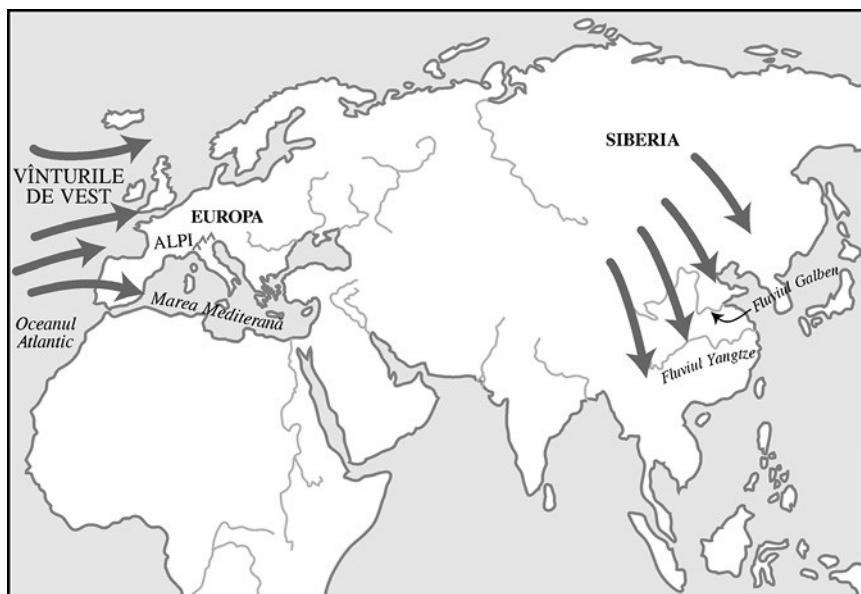 SIBERIA
VÎNTURILE
DE VEST
EUROPA
ALPI
Marea Mediterană
Oceanul
Atlantic
Fluviul Galben
Fluviul Yangtze